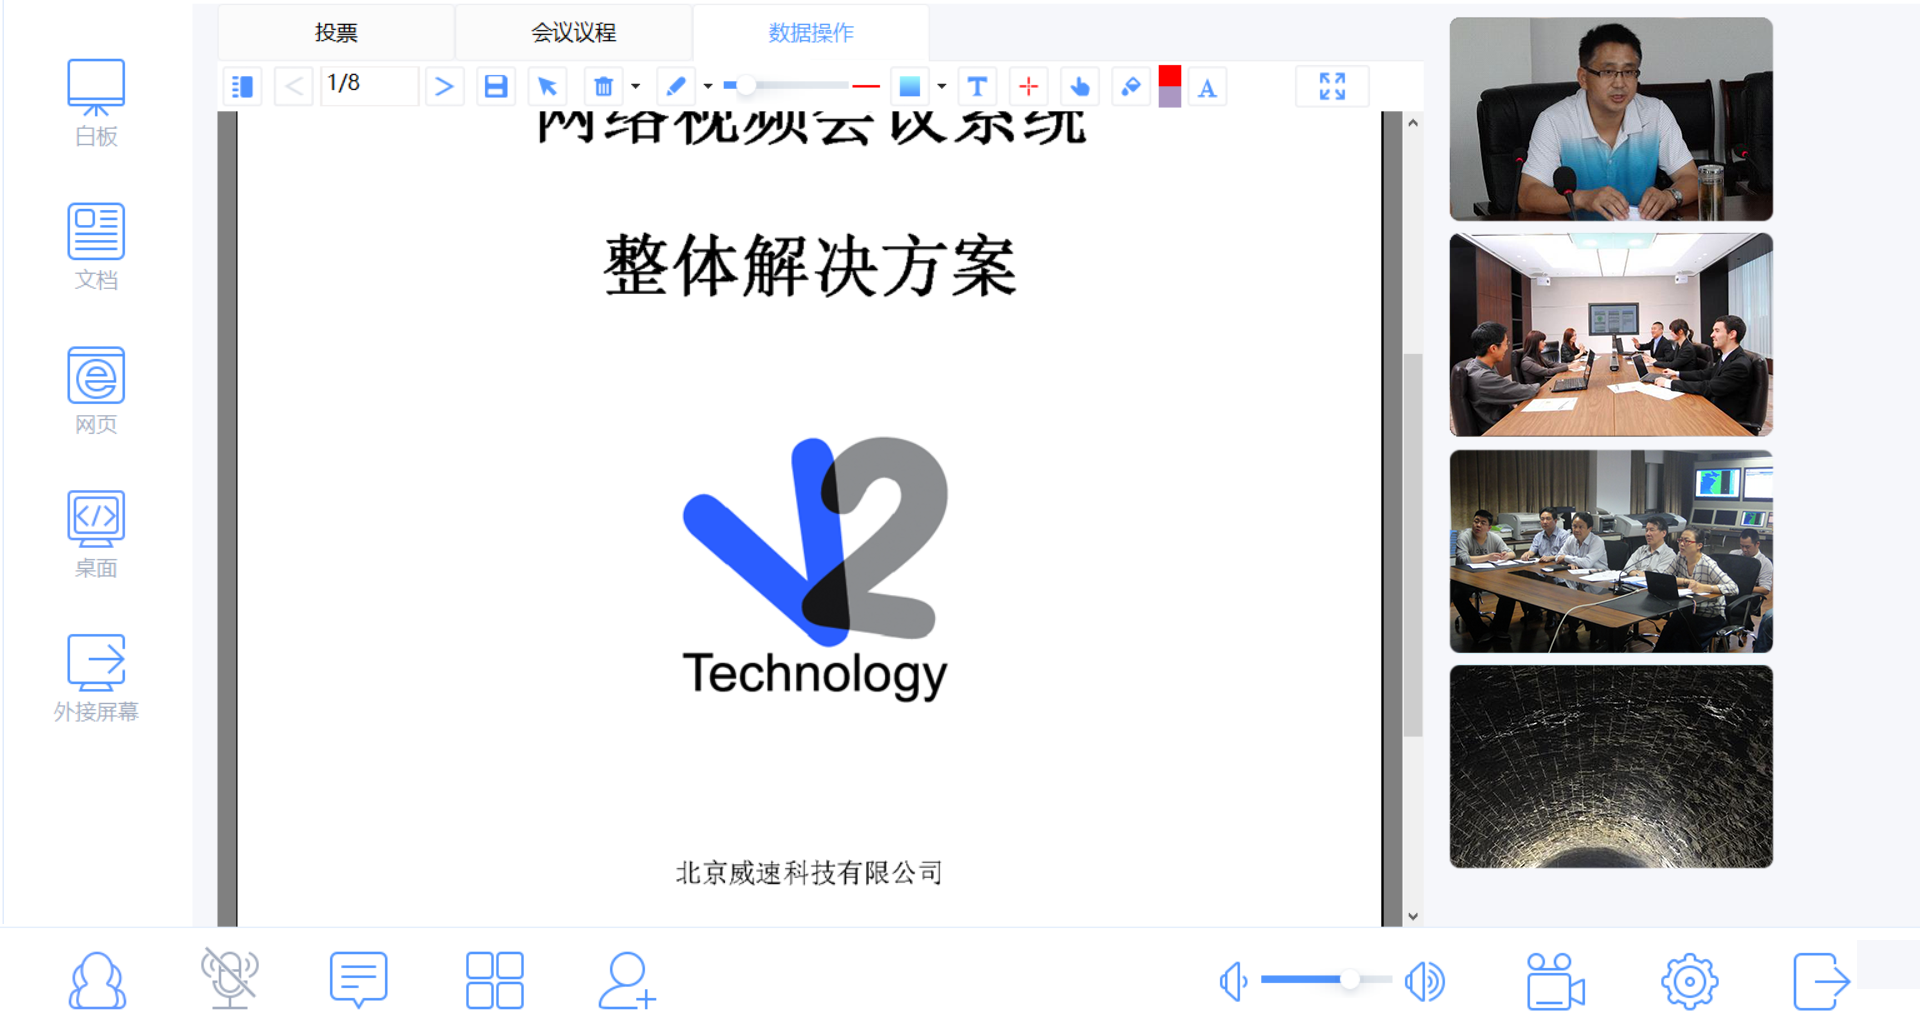 投票
会议议程
数据操作
1/8
T
A
白板
文档
网页
桌面
外接屏幕
网络视频会议系统
整体解决方案
V2
Technology
北京威速科技有限公司